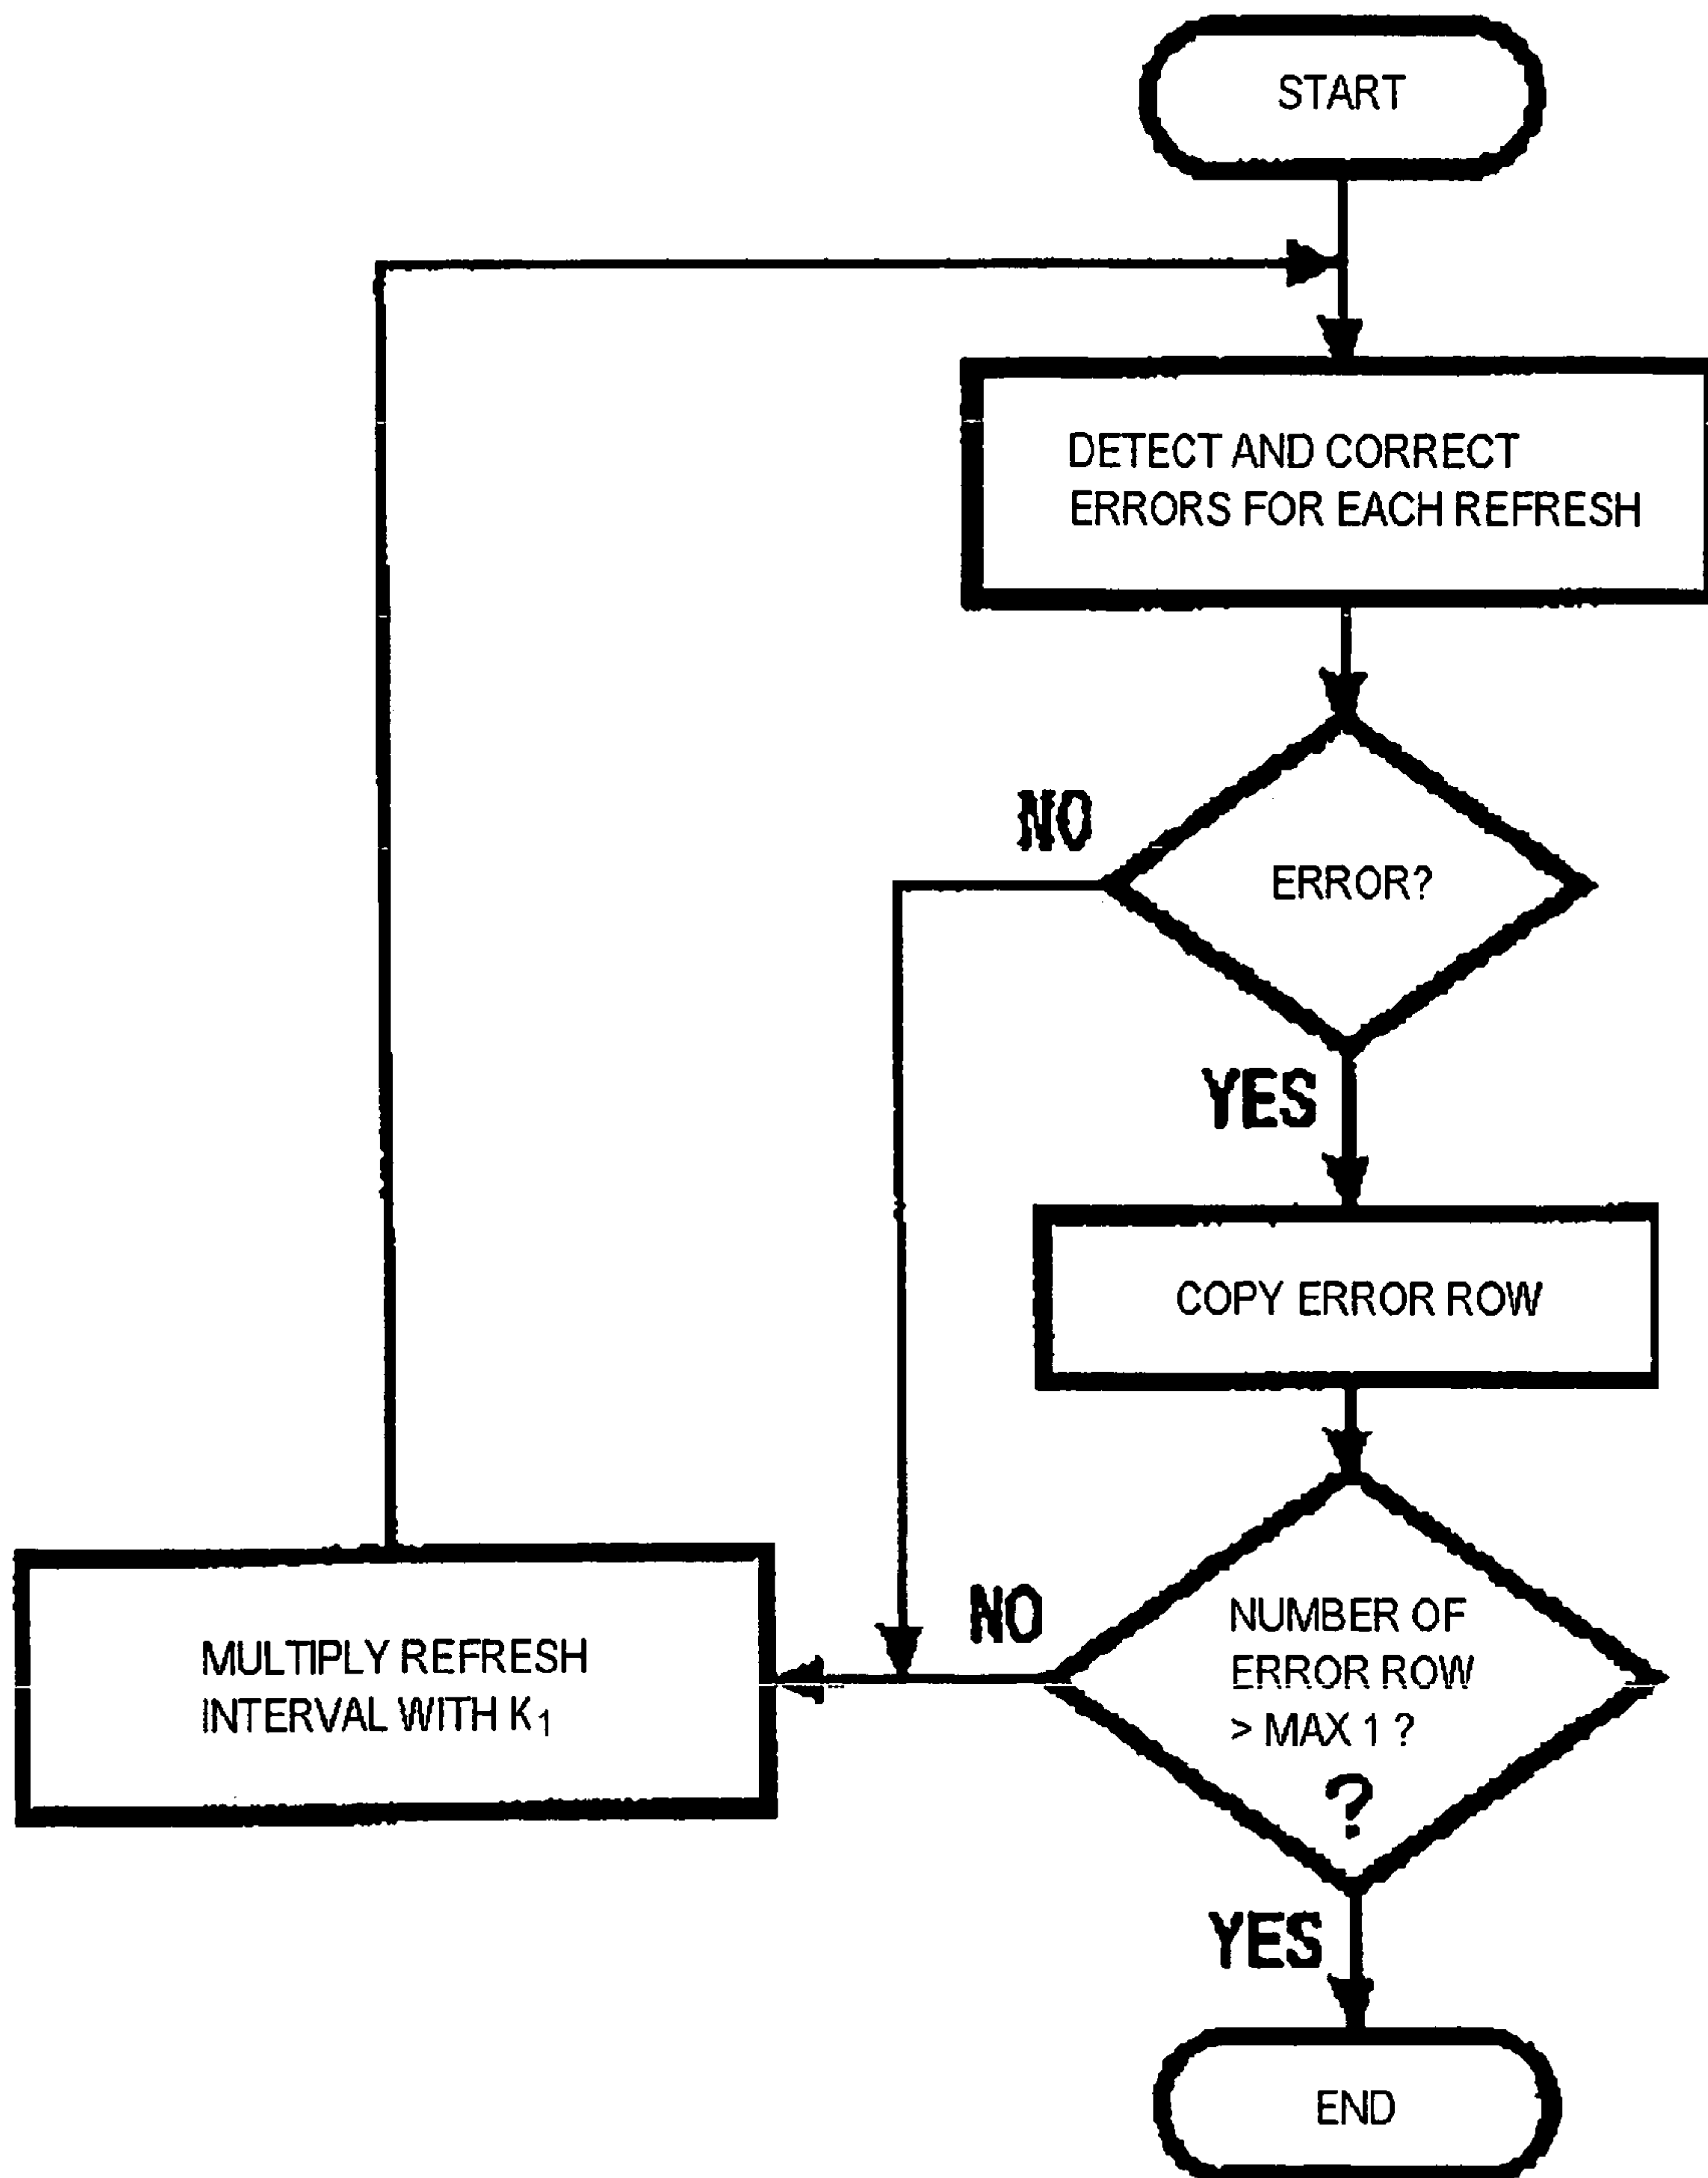 START
DETECT AND CORRECT
ERRORS FOR EACH REFRESH
NO
ERROR?
YES
COPY ERROR ROW
NO
NUMBER OF
ERROR ROW
> MAX 1 ?
?
MULTIPLY REFRESH
INTERVAL WITH K₁
YES
END